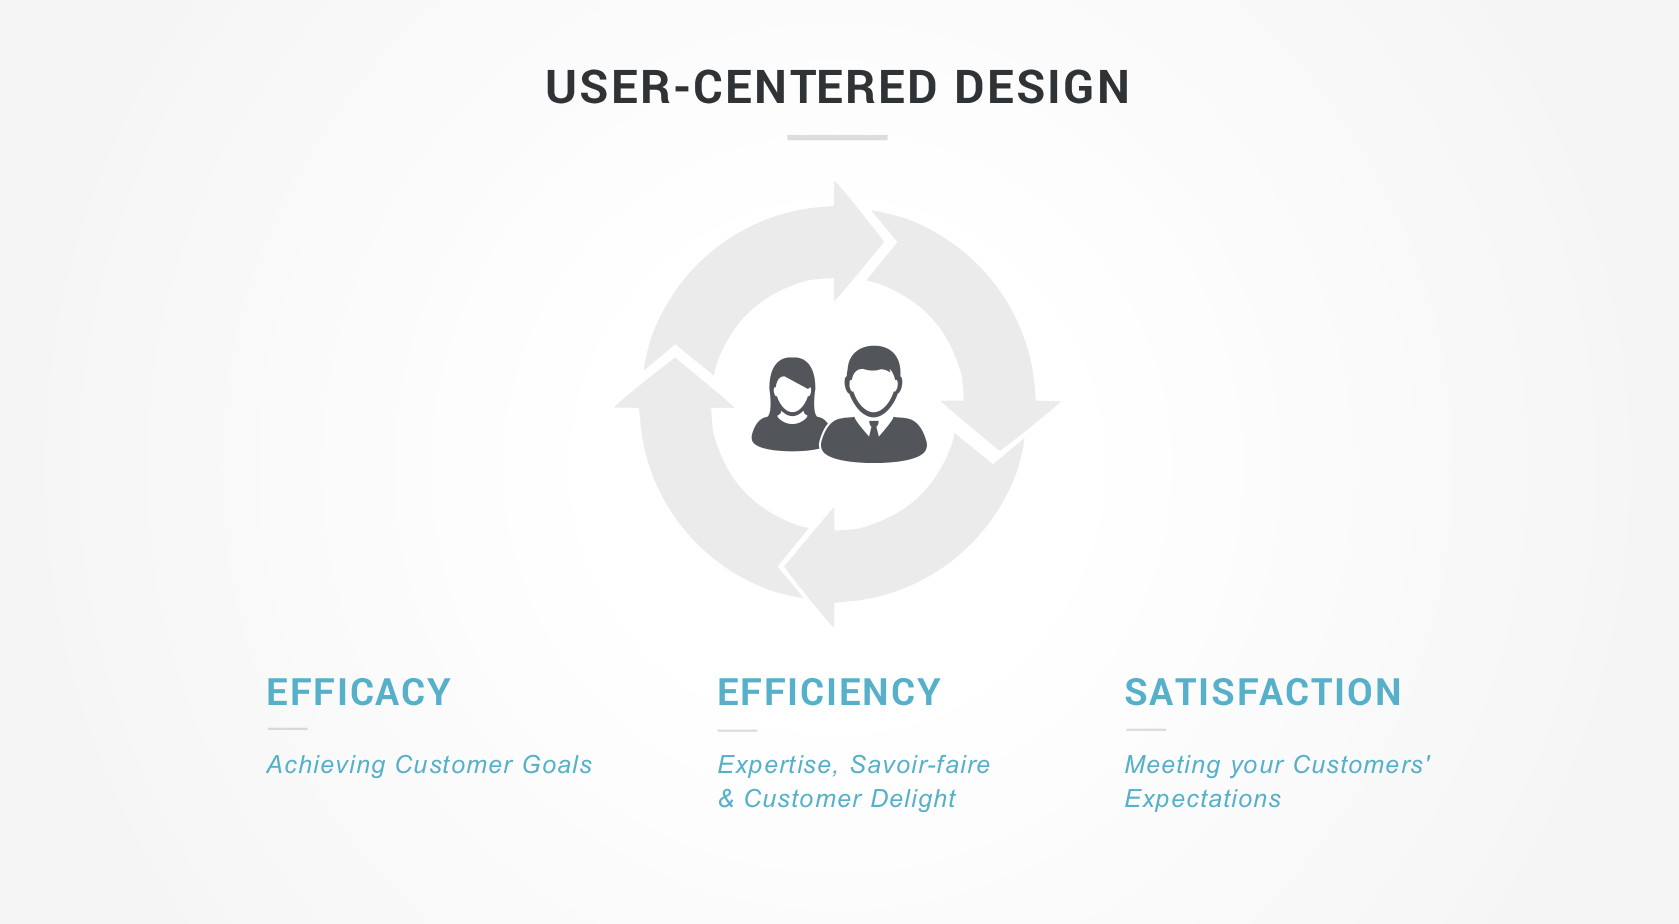 USER-CENTERED DESIGN
EFFICACY
Achieving Customer Goals
EFFICIENCY
Expertise, Savoir-faire
& Customer Delight
SATISFACTION
Meeting your Customers'
Expectations